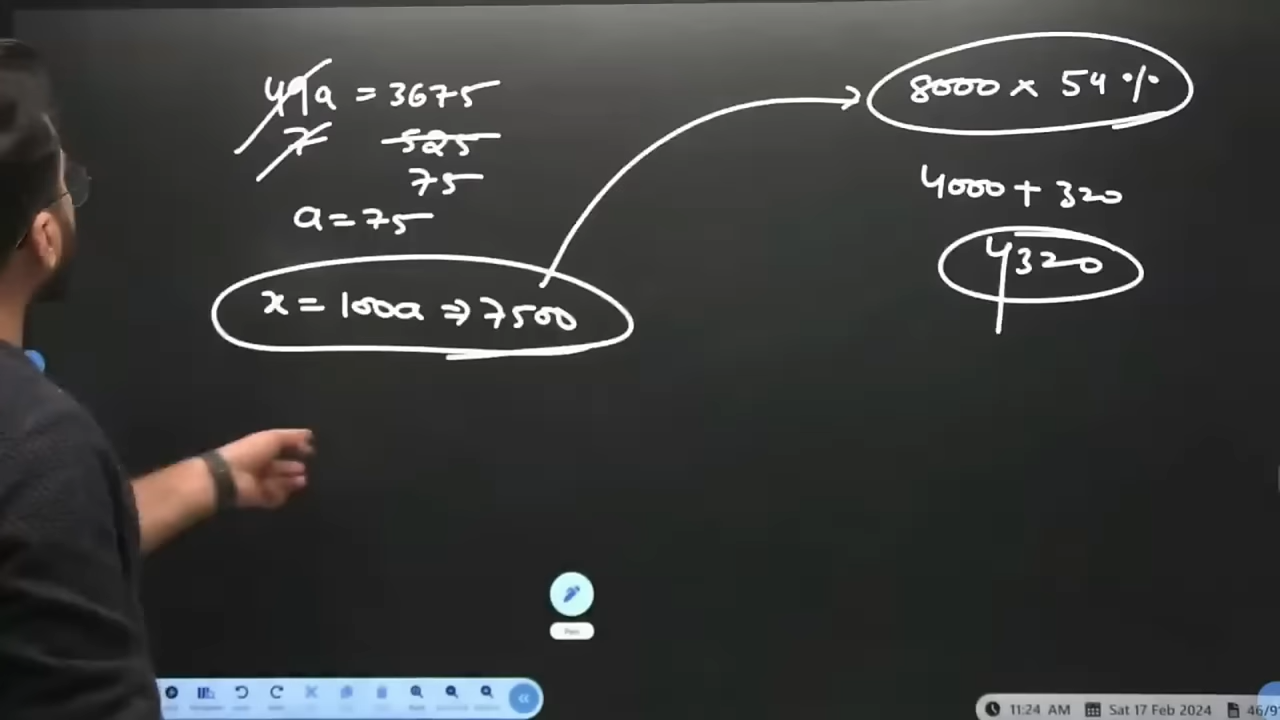 49a = 3675
7 525
75
a = 75
x = 100a ⇒ 7500
8000 × 54 %
4000 + 320
4320
11:24 AM Sat 17 Feb 2024